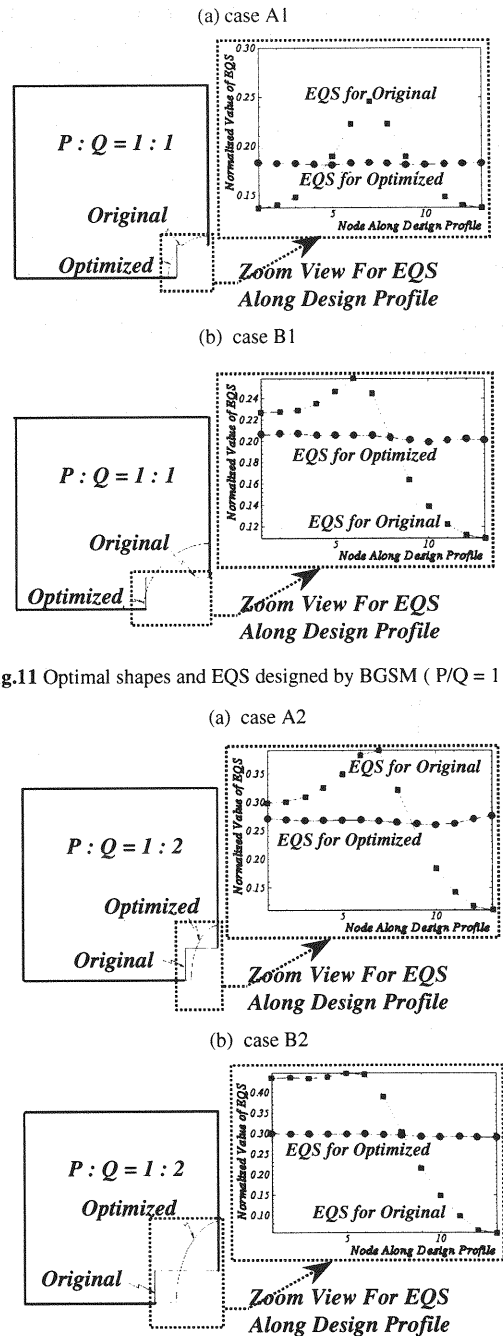 (a) case A1
0.30
0.25
0.20
0.15
Normalized Value of EQS
EQS for Original
EQS for Optimized
5
10
Node Along Design Profile
P : Q = 1 : 1
Original
Optimized
Zoom View For EQS
Along Design Profile
(b) case B1
0.24
0.22
0.20
0.18
0.16
0.14
0.12
Normalized Value of EQS
EQS for Optimized
EQS for Original
5
10
Node Along Design Profile
P : Q = 1 : 1
Original
Optimized
Zoom View For EQS
Along Design Profile
g.11 Optimal shapes and EQS designed by BGSM ( P/Q = 1
(a) case A2
0.35
0.30
0.25
0.20
0.15
Normalized Value of EQS
EQS for Original
EQS for Optimized
5
10
Node Along Design Profile
P : Q = 1 : 2
Optimized
Original
Zoom View For EQS
Along Design Profile
(b) case B2
0.40
0.35
0.30
0.25
0.20
0.15
0.10
Normalized Value of EQS
EQS for Optimized
EQS for Original
5
10
Node Along Design Profile
P : Q = 1 : 2
Optimized
Original
Zoom View For EQS
Along Design Profile